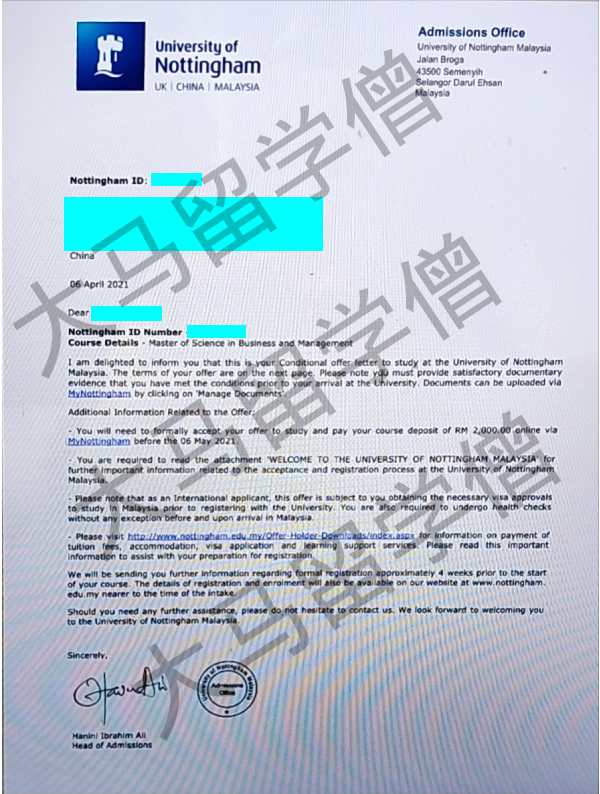 University of
Nottingham
UK | CHINA | MALAYSIA
Admissions Office
University of Nottingham Malaysia
Jalan Broga
43500 Semenyih
Selangor Darul Ehsan
Malaysia
Nottingham ID:
China
06 April 2021
Dear
Nottingham ID Number -
Course Details - Master of Science in Business and Management
I am delighted to inform you that this is your Conditional offer letter to study at the University of Nottingham
Malaysia. The terms of your offer are on the next page. Please note you must provide satisfactory documentary
evidence that you have met the conditions prior to your arrival at the University. Documents can be uploaded via
MyNottingham by clicking on 'Manage Documents'.
Additional Information Related to the Offer:
- You will need to formally accept your offer to study and pay your course deposit of RM 2,000.00 online via
MyNottingham before the 06 May 2021.
- You are required to read the attachment 'WELCOME TO THE UNIVERSITY OF NOTTINGHAM MALAYSIA' for
further important information related to the acceptance and registration process at the University of Nottingham
Malaysia.
- Please note that as an International applicant, this offer is subject to you obtaining the necessary visa approvals
to study in Malaysia prior to registering with the University. You are also required to undergo health checks
without any exception before and upon arrival in Malaysia.
- Please visit http://www.nottingham.edu.my/Offer-Holder-Downloads/index.aspx for information on payment of
tuition fees, accommodation, visa application and learning support services. Please read this important
information to assist with your preparation for registration.
We will be sending you further information regarding formal registration approximately 4 weeks prior to the start
of your course. The details of registration and enrolment will also be available on our website at www.nottingham.
edu.my nearer to the time of the intake.
Should you need any further assistance, please do not hesitate to contact us. We look forward to welcoming you
to the University of Nottingham Malaysia.
Sincerely,
University of Nottingham Malaysia
Admissions
Office
Hanini Ibrahim Ali
Head of Admissions
大马留学僧
大马留学僧
大马留学僧